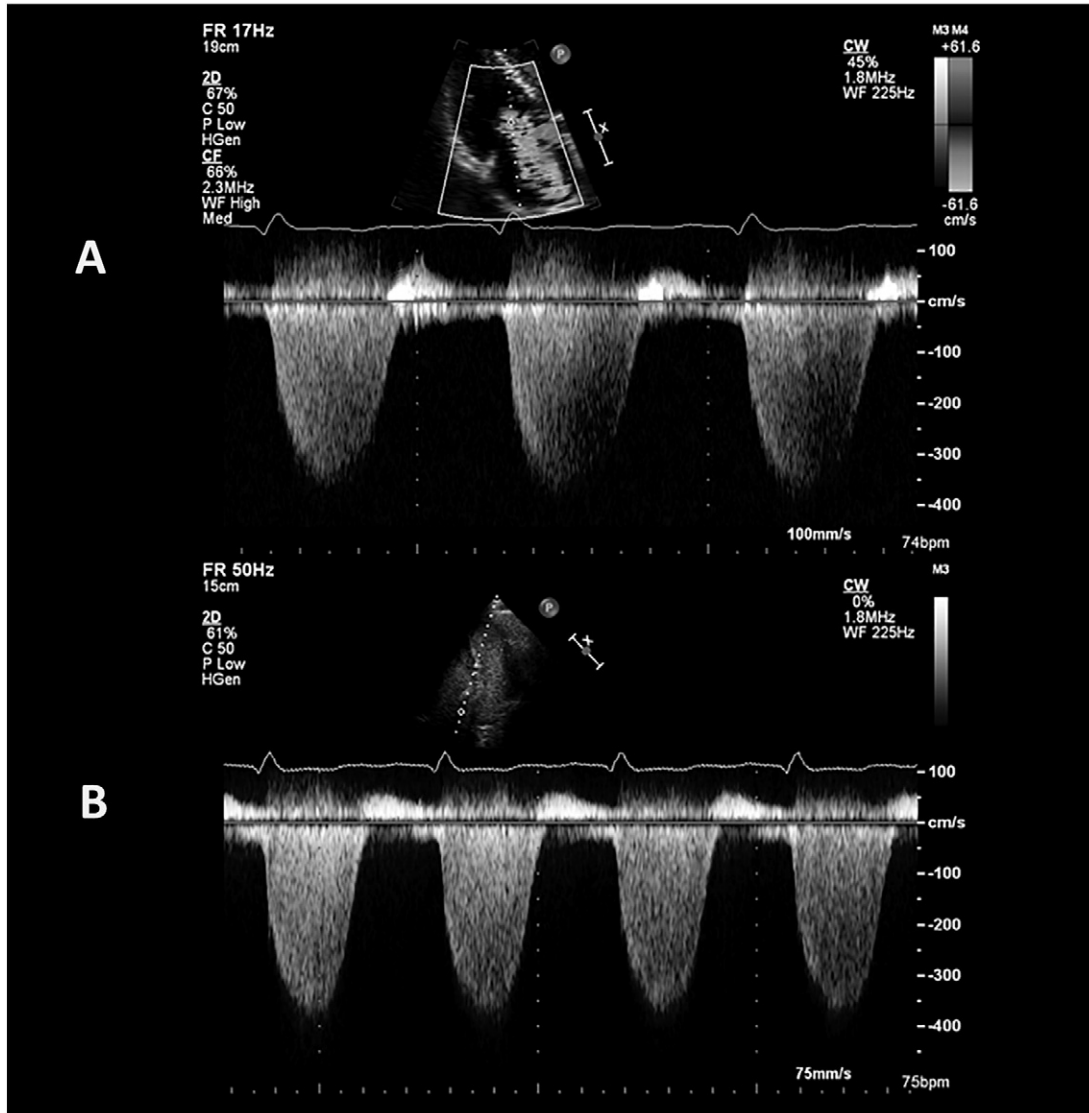 FR 17Hz
19cm
2D
67%
C 50
P Low
HGen
CF
66%
2.3MHz
WF High
Med
P
x
CW
45%
1.8MHz
WF 225Hz
M3 M4
+61.6
-61.6
cm/s
A
100
cm/s
-100
-200
-300
-400
100mm/s
74bpm
FR 50Hz
15cm
2D
61%
C 50
P Low
HGen
P
x
CW
0%
1.8MHz
WF 225Hz
M3
B
100
cm/s
-100
-200
-300
-400
75mm/s
75bpm